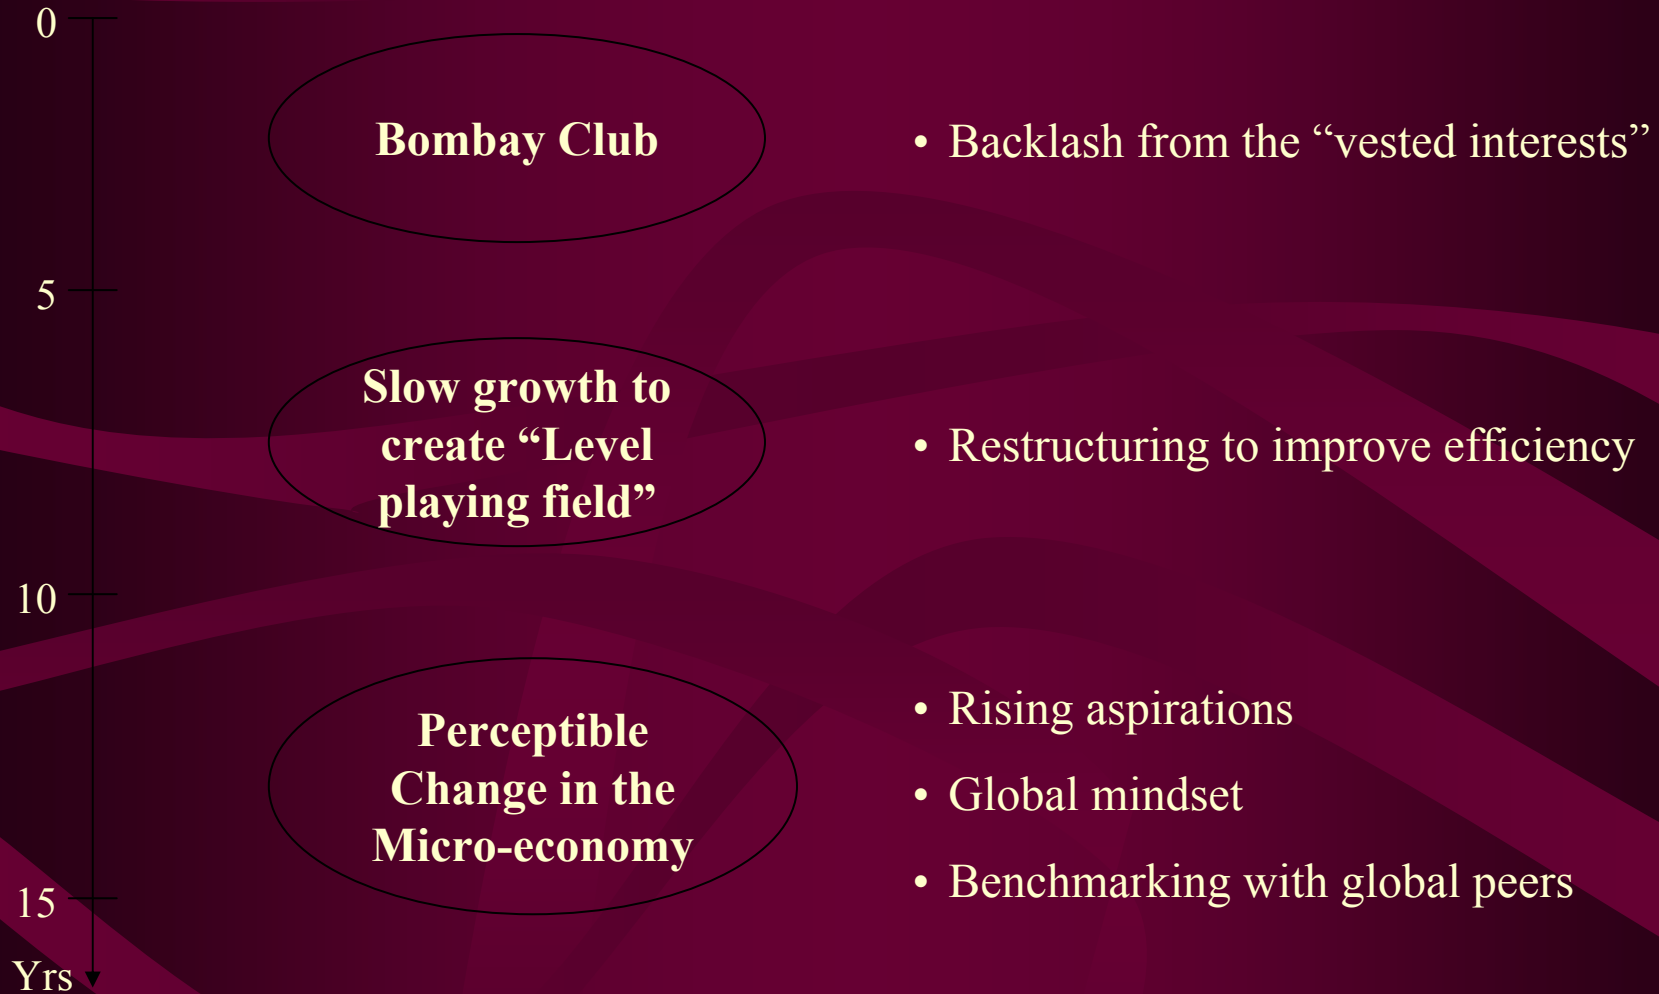 0
Bombay Club
• Backlash from the “vested interests”
5
Slow growth to
create “Level
playing field”
• Restructuring to improve efficiency
10
Perceptible
Change in the
Micro-economy
• Rising aspirations
• Global mindset
• Benchmarking with global peers
15
Yrs